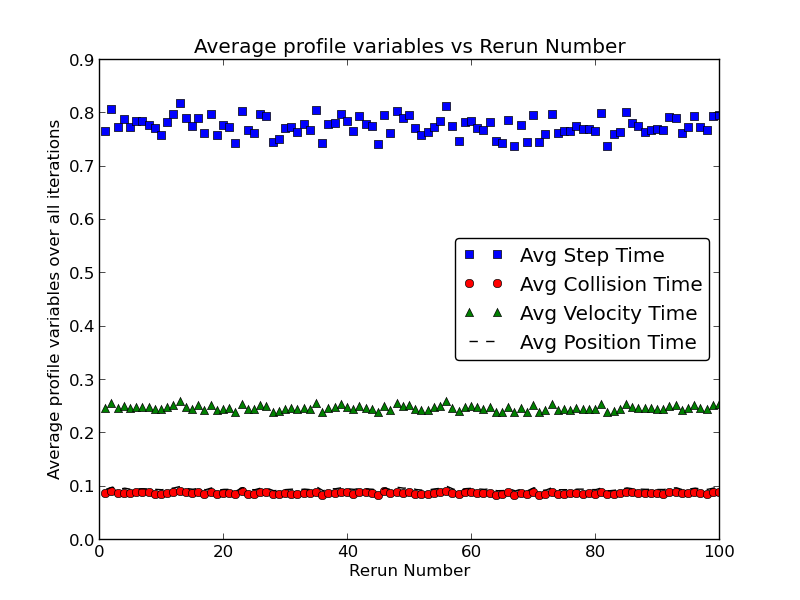 Average profile variables vs Rerun Number
Average profile variables over all iterations
0.9
0.8
0.7
0.6
0.5
0.4
0.3
0.2
0.1
0.0
Avg Step Time
Avg Collision Time
Avg Velocity Time
Avg Position Time
0 20 40 60 80 100
Rerun Number